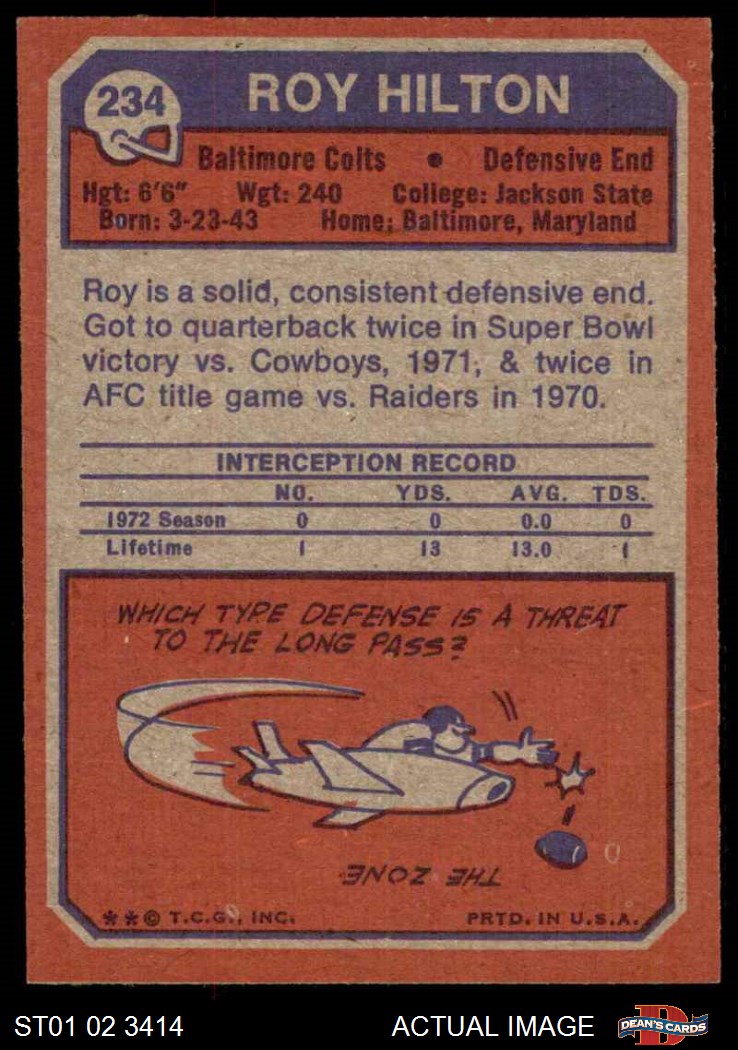 234
ROY HILTON
Baltimore Colts • Defensive End
Hgt: 6'6" Wgt: 240 College: Jackson State
Born: 3-23-43 Home: Baltimore, Maryland
Roy is a solid, consistent defensive end.
Got to quarterback twice in Super Bowl
victory vs. Cowboys, 1971, & twice in
AFC title game vs. Raiders in 1970.
INTERCEPTION RECORD
NO. YDS. AVG. TDS.
1972 Season 0 0 0.0 0
Lifetime 1 13 13.0 1
WHICH TYPE DEFENSE IS A THREAT
TO THE LONG PASS?
THE ZONE
**© T.C.G., INC. PRTD. IN U.S.A.
ST01 02 3414 ACTUAL IMAGE D DEAN'S CARDS